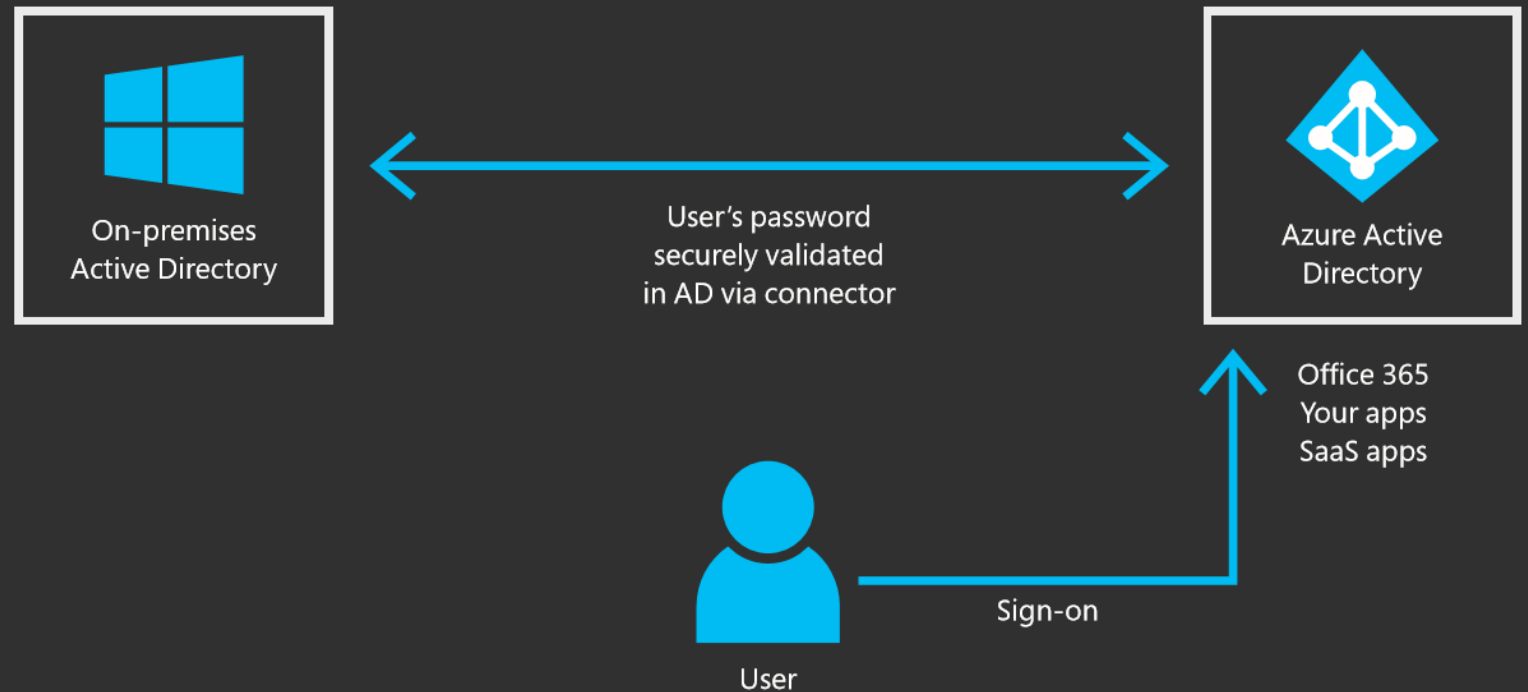 On-premises
Active Directory
User’s password
securely validated
in AD via connector
Azure Active
Directory
Office 365
Your apps
SaaS apps
Sign-on
User